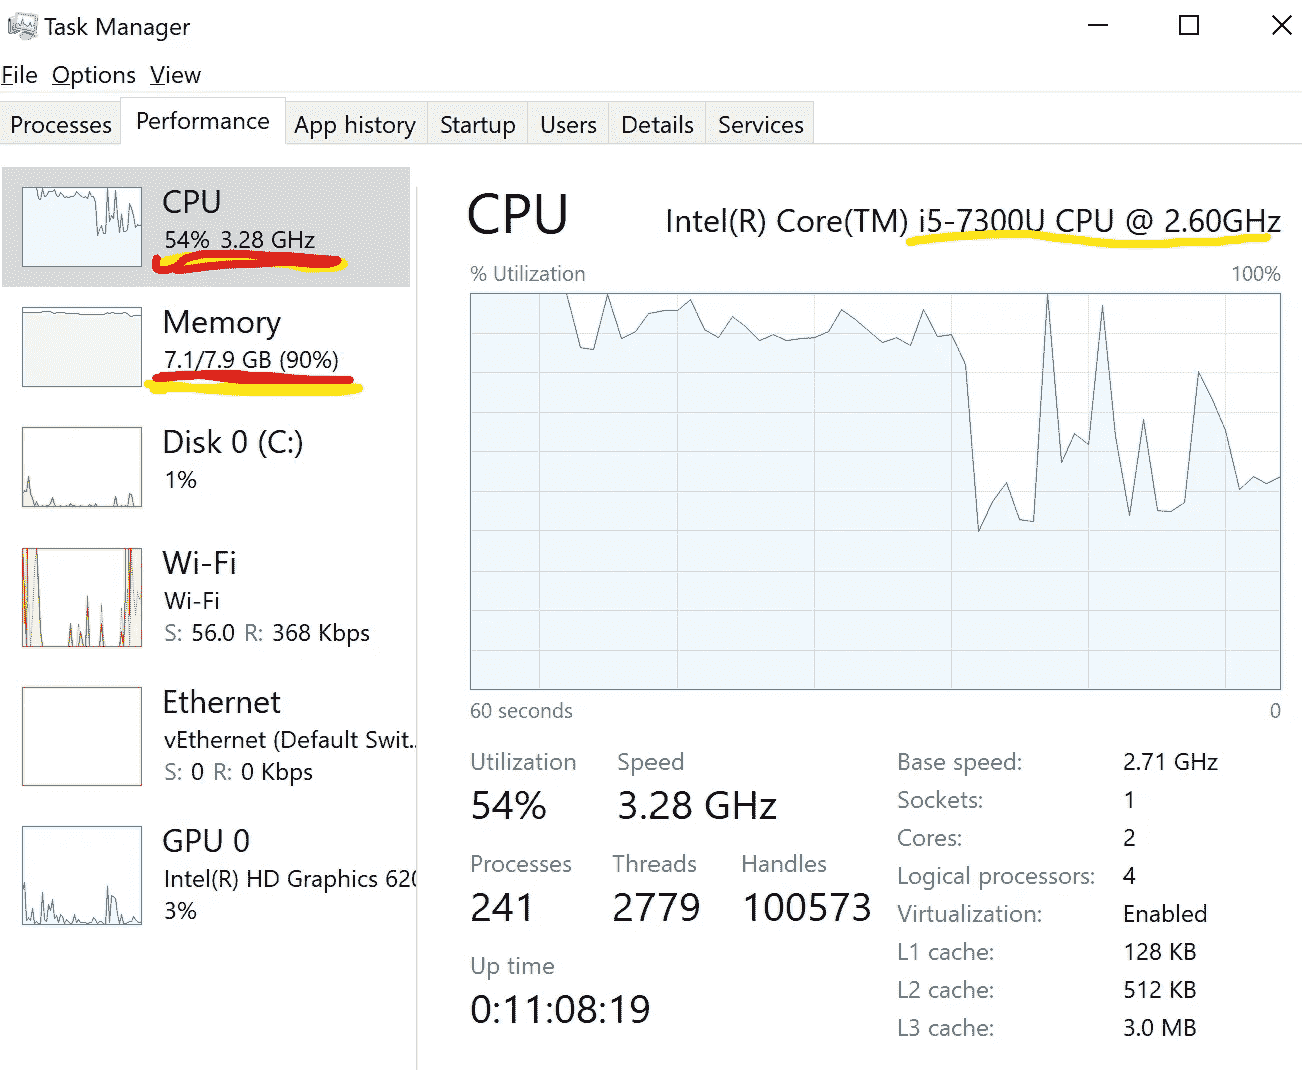 Task Manager
File Options View
Processes Performance App history Startup Users Details Services
CPU
54% 3.28 GHz
Memory
7.1/7.9 GB (90%)
Disk 0 (C:)
1%
Wi-Fi
Wi-Fi
S: 56.0 R: 368 Kbps
Ethernet
vEthernet (Default Swit...
S: 0 R: 0 Kbps
GPU 0
Intel(R) HD Graphics 620
3%
CPU Intel(R) Core(TM) i5-7300U CPU @ 2.60GHz
% Utilization 100%
60 seconds 0
Utilization Speed
54% 3.28 GHz
Processes Threads Handles
241 2779 100573
Up time
0:11:08:19
Base speed: 2.71 GHz
Sockets: 1
Cores: 2
Logical processors: 4
Virtualization: Enabled
L1 cache: 128 KB
L2 cache: 512 KB
L3 cache: 3.0 MB